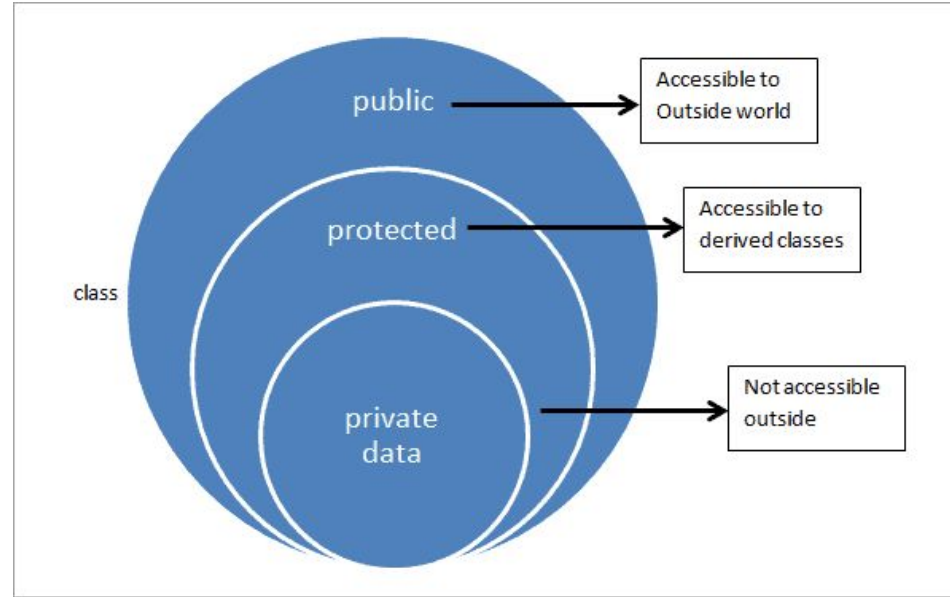 public
Accessible to
Outside world
protected
Accessible to
derived classes
class
private
data
Not accessible
outside